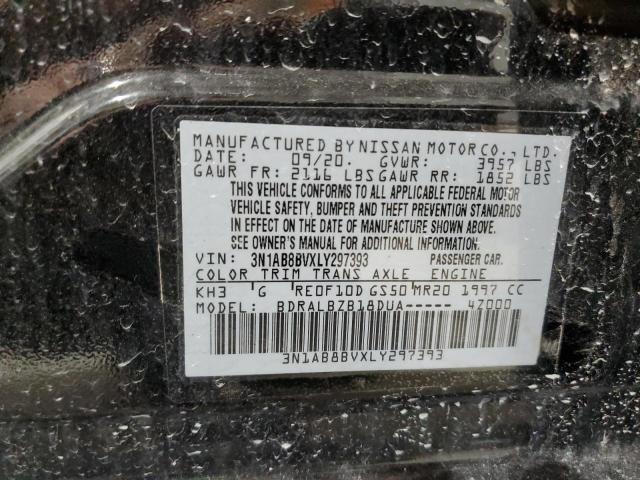 MANUFACTURED BY NISSAN MOTOR CO., LTD.
DATE: 09/20. GVWR: 3957 LBS
GAWR FR: 2116 LBS GAWR RR: 1852 LBS
THIS VEHICLE CONFORMS TO ALL APPLICABLE FEDERAL MOTOR
VEHICLE SAFETY, BUMPER AND THEFT PREVENTION STANDARDS
IN EFFECT ON THE DATE OF MANUFACTURE SHOWN ABOVE.
SEE OWNER'S MANUAL FOR ADDITIONAL INFORMATION.
VIN: 3N1AB8BVXLY297393 PASSENGER CAR.
COLOR TRIM TRANS AXLE ENGINE
KH3 G RE0F10D GS50 MR20 1997 CC
MODEL: BDRALBZB18DUA----- 4Z000
3N1AB8BVXLY297393